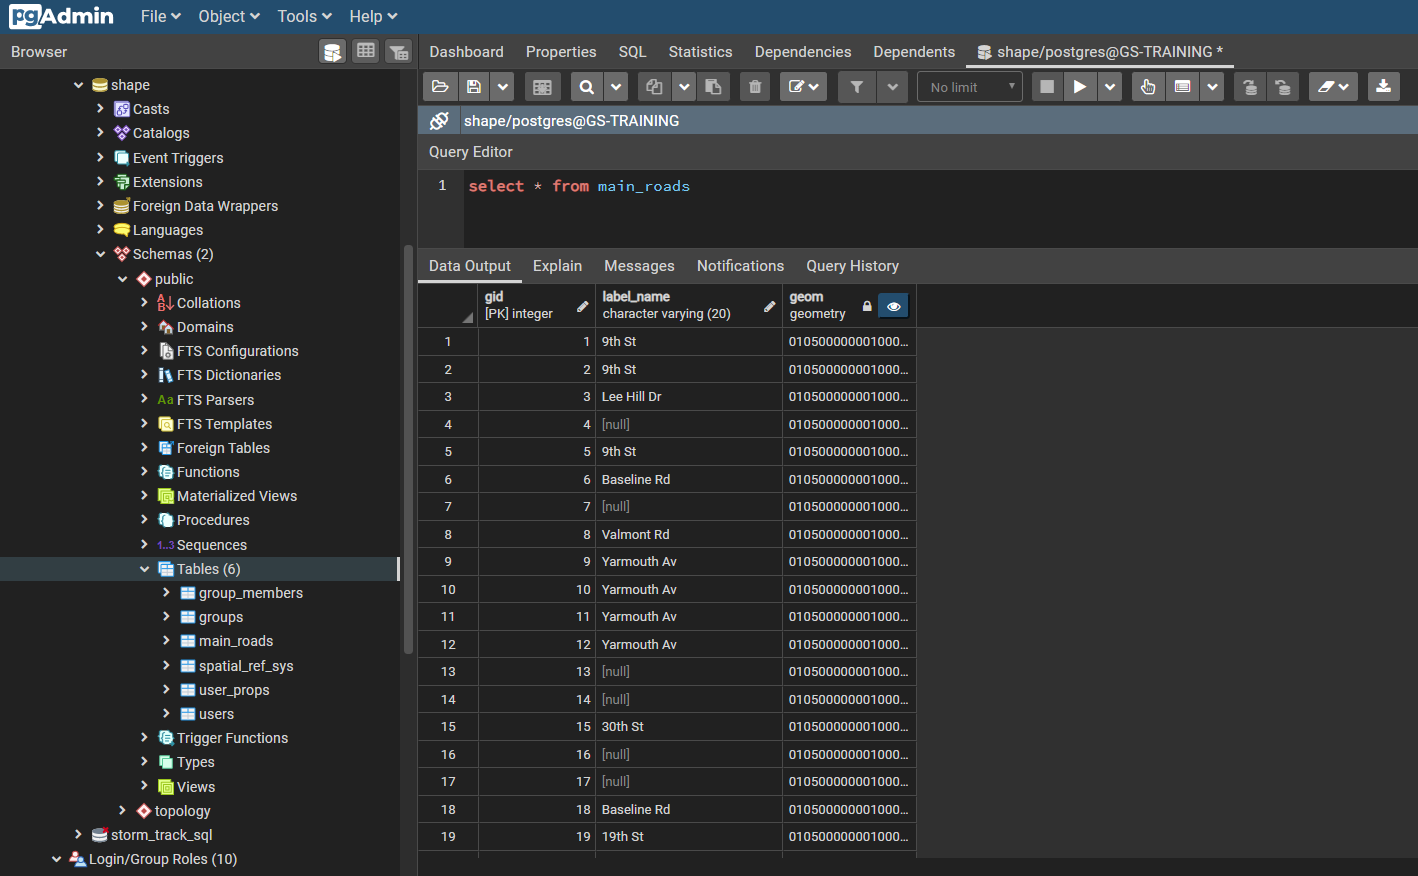 pgAdmin File Object Tools Help
Browser
Dashboard Properties SQL Statistics Dependencies Dependents shape/postgres@GS-TRAINING *
No limit
shape/postgres@GS-TRAINING
Query Editor
1 select * from main_roads
shape
Casts
Catalogs
Event Triggers
Extensions
Foreign Data Wrappers
Languages
Schemas (2)
public
Collations
Domains
FTS Configurations
FTS Dictionaries
Aa FTS Parsers
FTS Templates
Foreign Tables
Functions
Materialized Views
Procedures
1..3 Sequences
Tables (6)
group_members
groups
main_roads
spatial_ref_sys
user_props
users
Trigger Functions
Types
Views
topology
storm_track_sql
Login/Group Roles (10)
Data Output Explain Messages Notifications Query History
gid label_name geom
[PK] integer character varying (20) geometry
1 1 9th St 010500000001000...
2 2 9th St 010500000001000...
3 3 Lee Hill Dr 010500000001000...
4 4 [null] 010500000001000...
5 5 9th St 010500000001000...
6 6 Baseline Rd 010500000001000...
7 7 [null] 010500000001000...
8 8 Valmont Rd 010500000001000...
9 9 Yarmouth Av 010500000001000...
10 10 Yarmouth Av 010500000001000...
11 11 Yarmouth Av 010500000001000...
12 12 Yarmouth Av 010500000001000...
13 13 [null] 010500000001000...
14 14 [null] 010500000001000...
15 15 30th St 010500000001000...
16 16 [null] 010500000001000...
17 17 [null] 010500000001000...
18 18 Baseline Rd 010500000001000...
19 19 19th St 010500000001000...